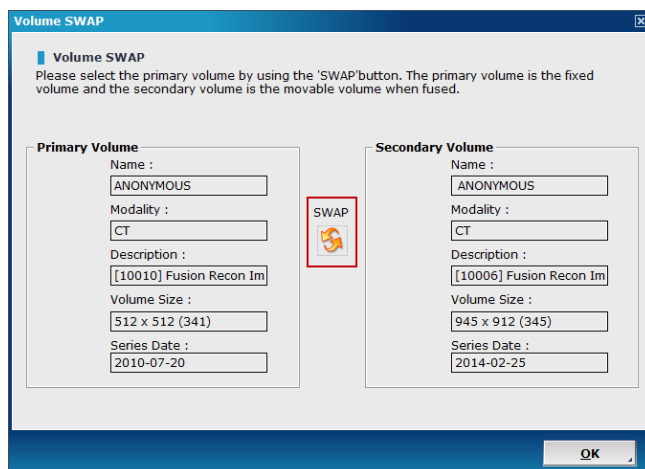 Volume SWAP
Volume SWAP
Please select the primary volume by using the 'SWAP'button. The primary volume is the fixed
volume and the secondary volume is the movable volume when fused.
Primary Volume
Name :
ANONYMOUS
Modality :
CT
Description :
[10010] Fusion Recon Im
Volume Size :
512 x 512 (341)
Series Date :
2010-07-20
SWAP
Secondary Volume
Name :
ANONYMOUS
Modality :
CT
Description :
[10006] Fusion Recon Im
Volume Size :
945 x 912 (345)
Series Date :
2014-02-25
OK